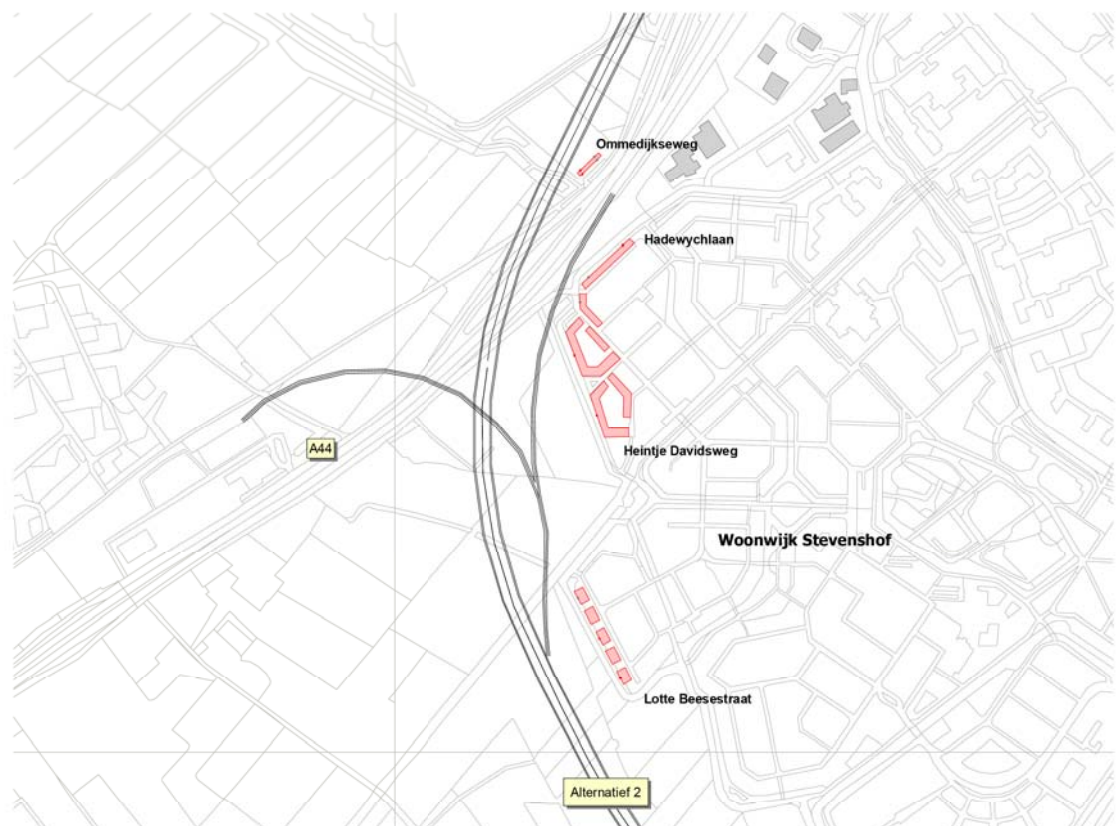 Ommedijkseweg
Hadewychlaan
A44
Heintje Davidsweg
Woonwijk Stevenshof
Lotte Beesestraat
Alternatief 2